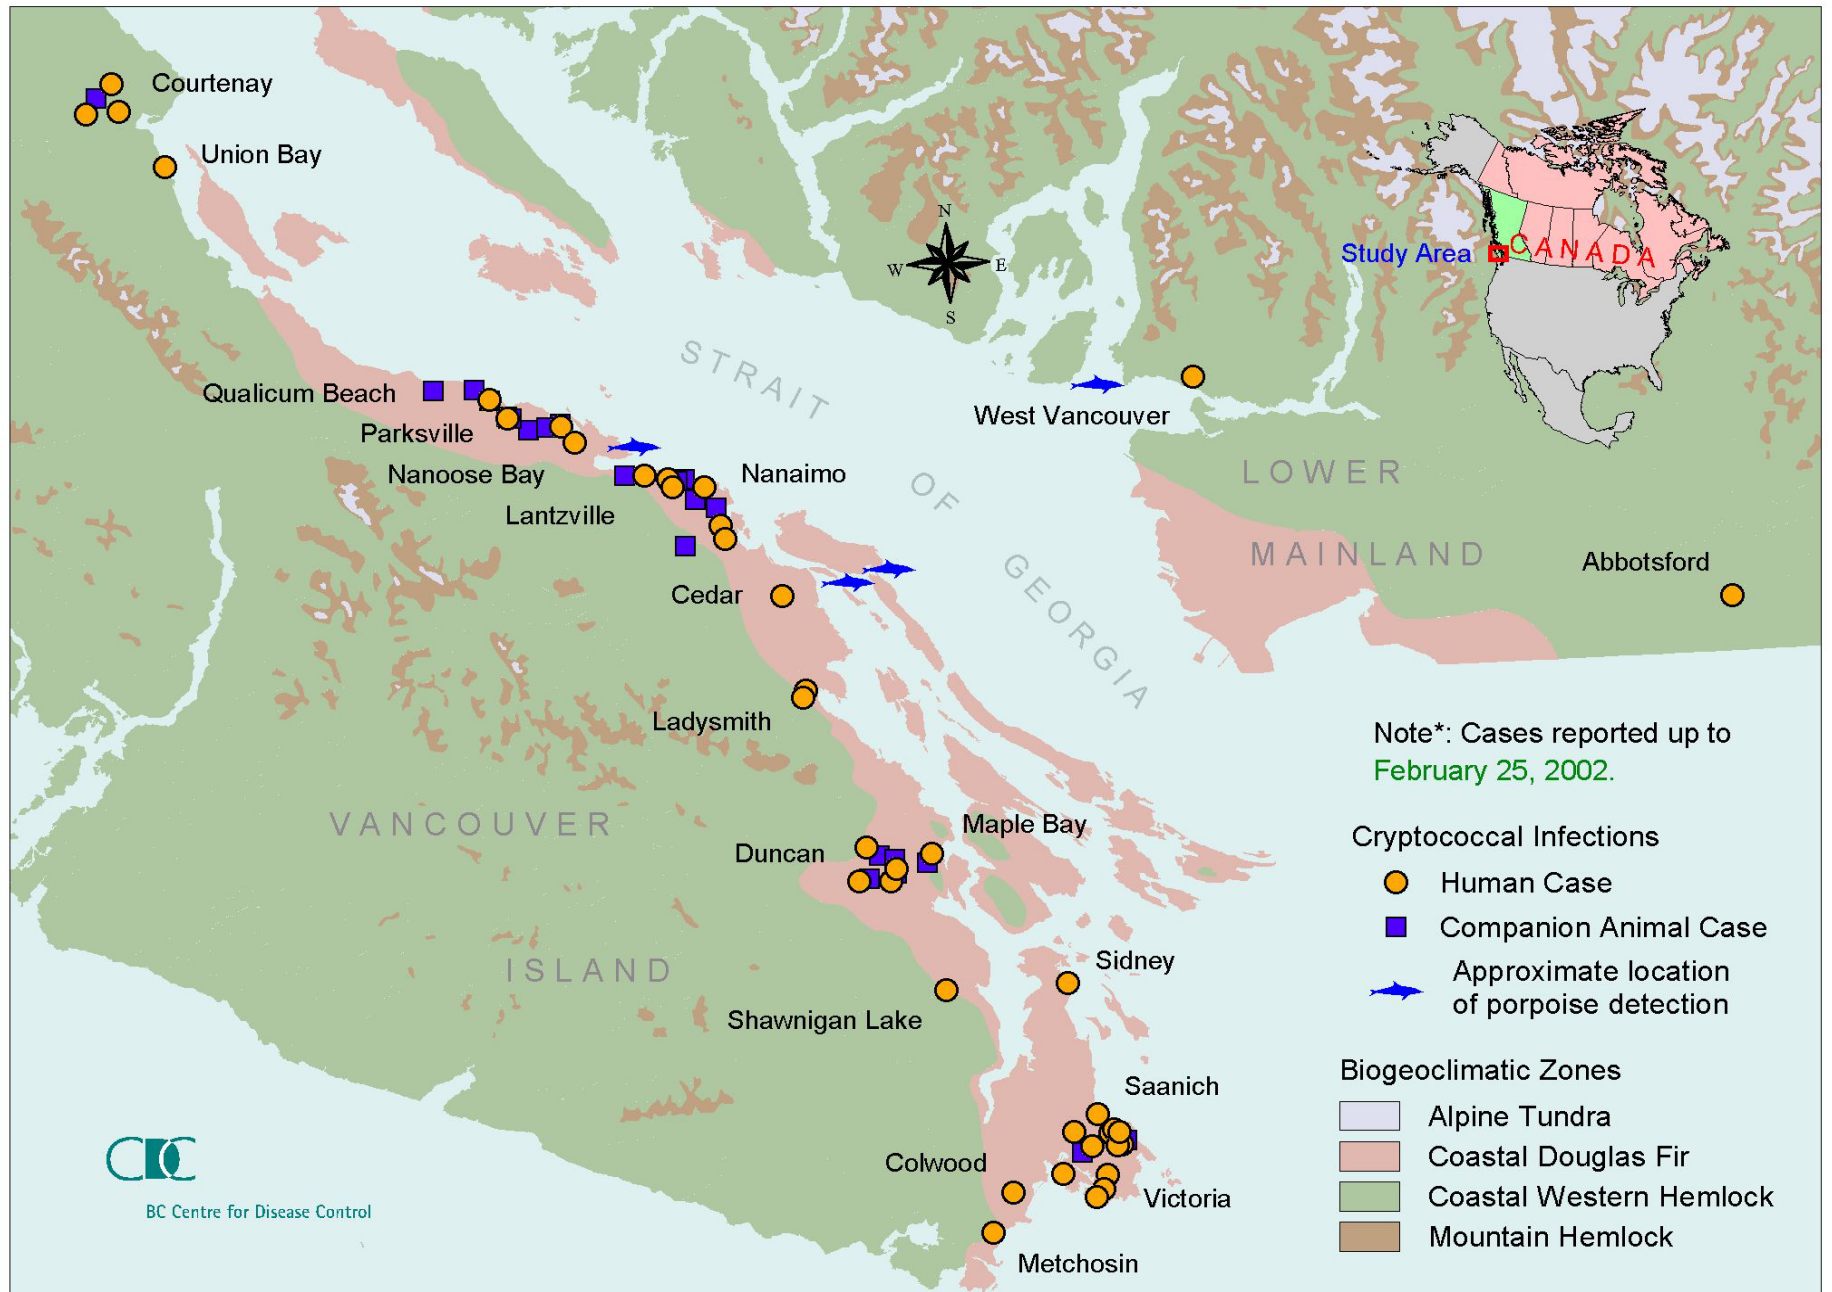 Courtenay
Union Bay
N
W
E
S
Study Area
CANADA
Qualicum Beach
Parksville
Nanoose Bay
Lantzville
Nanaimo
STRAIT
OF
GEORGIA
West Vancouver
LOWER
MAINLAND
Abbotsford
Cedar
Ladysmith
Note*: Cases reported up to
February 25, 2002.
VANCOUVER
ISLAND
Maple Bay
Duncan
Cryptococcal Infections
Human Case
Companion Animal Case
Approximate location
of porpoise detection
Sidney
Shawnigan Lake
Saanich
Colwood
Victoria
Metchosin
Biogeoclimatic Zones
Alpine Tundra
Coastal Douglas Fir
Coastal Western Hemlock
Mountain Hemlock
CDC
BC Centre for Disease Control